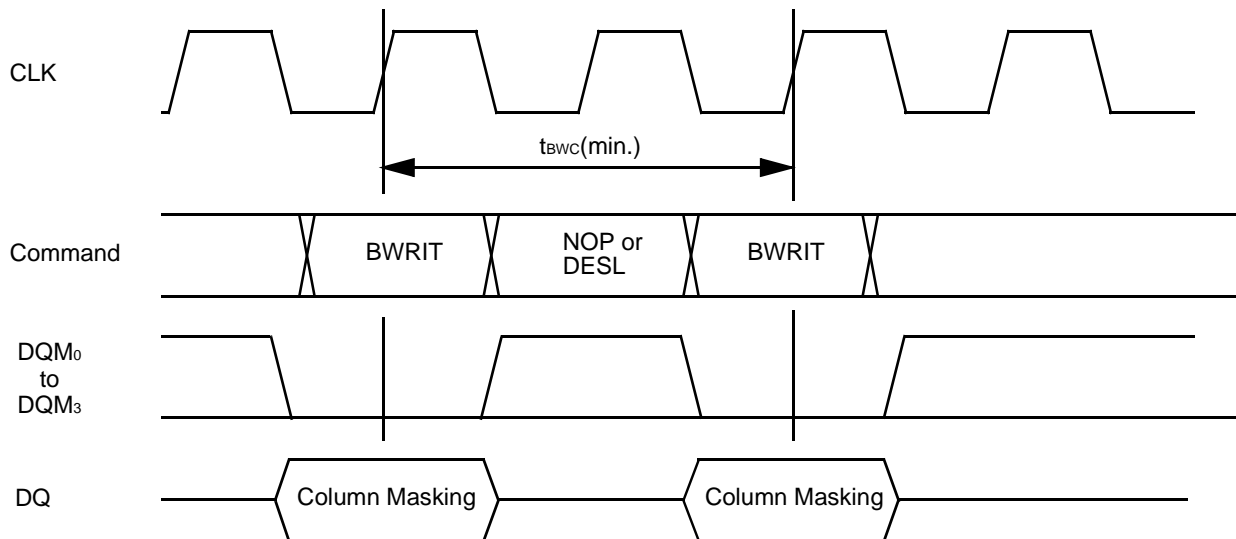 CLK
tBWC(min.)
Command
BWRIT
NOP or
DESL
BWRIT
DQM0
to
DQM3
DQ
Column Masking
Column Masking